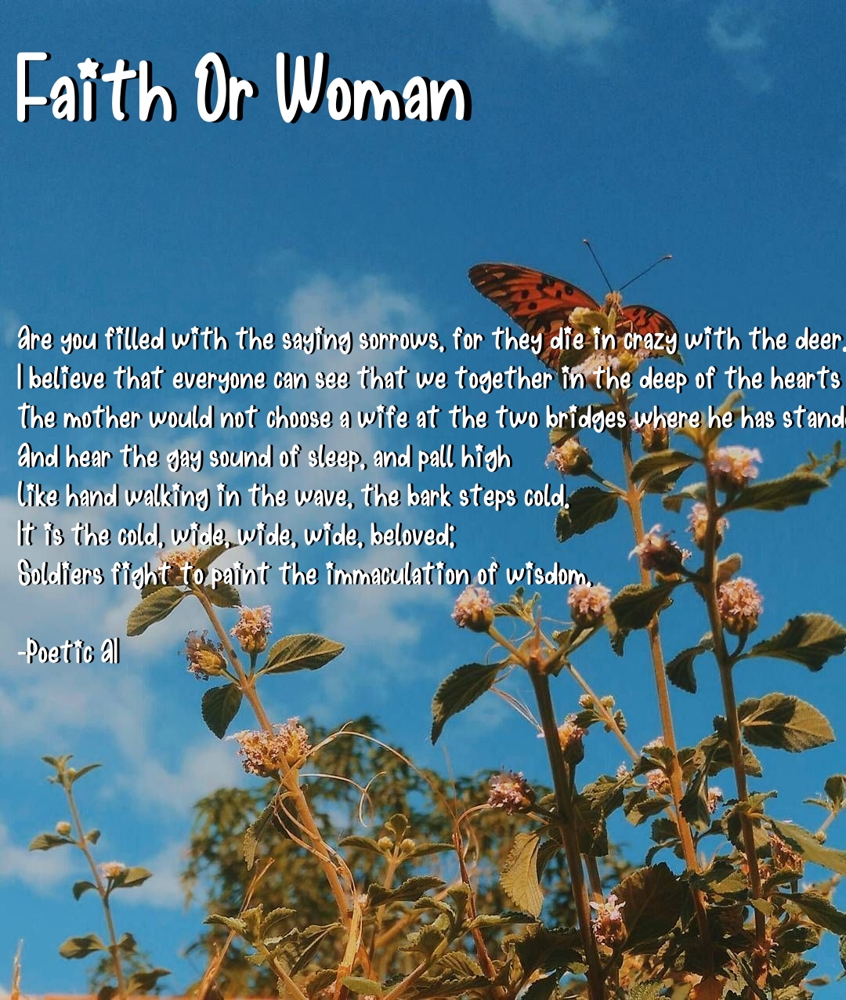 Faith Or Woman
Are you filled with the saying sorrows, for they die in crazy with the deer.
I believe that everyone can see that we together in the deep of the hearts
The mother would not choose a wife at the two bridges where he has
And hear the gay sound of sleep, and pall high
like hand walking in the wave, the bark steps cold.
It is the cold, wide, wide, wide, beloved;
Soldiers fight to paint the immaculation of wisdom.
-Poetic AI